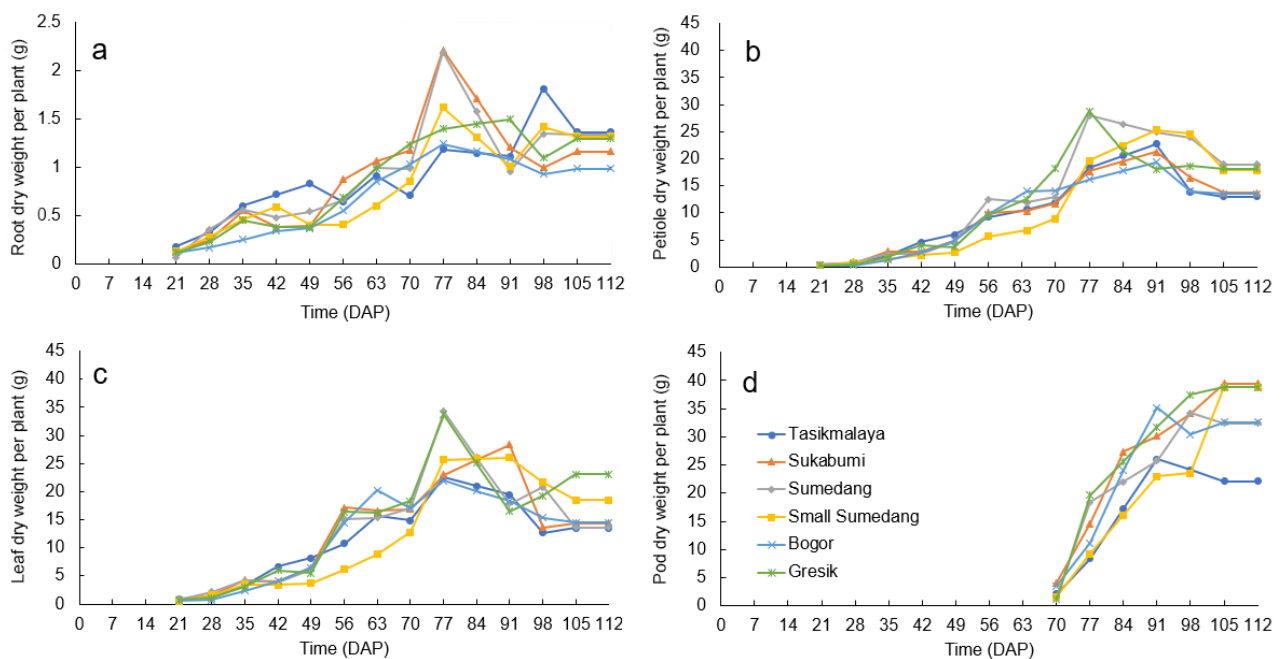 a
Root dry weight per plant (g)
2.5
2
1.5
1
0.5
0
0 7 14 21 28 35 42 49 56 63 70 77 84 91 98 105 112
Time (DAP)
b
Petiole dry weight per plant (g)
45
40
35
30
25
20
15
10
5
0
0 7 14 21 28 35 42 49 56 63 70 77 84 91 98 105 112
Time (DAP)
c
Leaf dry weight per plant (g)
45
40
35
30
25
20
15
10
5
0
0 7 14 21 28 35 42 49 56 63 70 77 84 91 98 105 112
Time (DAP)
d
Pod dry weight per plant (g)
45
40
35
30
25
20
15
10
5
0
Tasikmalaya
Sukabumi
Sumedang
Small Sumedang
Bogor
Gresik
0 7 14 21 28 35 42 49 56 63 70 77 84 91 98 105 112
Time (DAP)